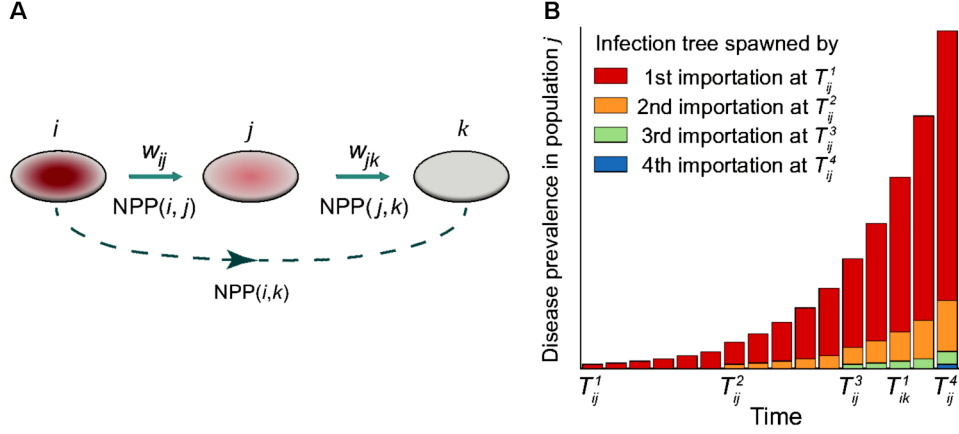 A
i
j
k
w_ij
w_jk
NPP(i, j)
NPP(j,k)
NPP(i,k)
B
Disease prevalence in population j
Infection tree spawned by
1st importation at T_ij^1
2nd importation at T_ij^2
3rd importation at T_ij^3
4th importation at T_ij^4
T_ij^1 T_ij^2 T_ij^3 T_ik^1 T_ij^4
Time